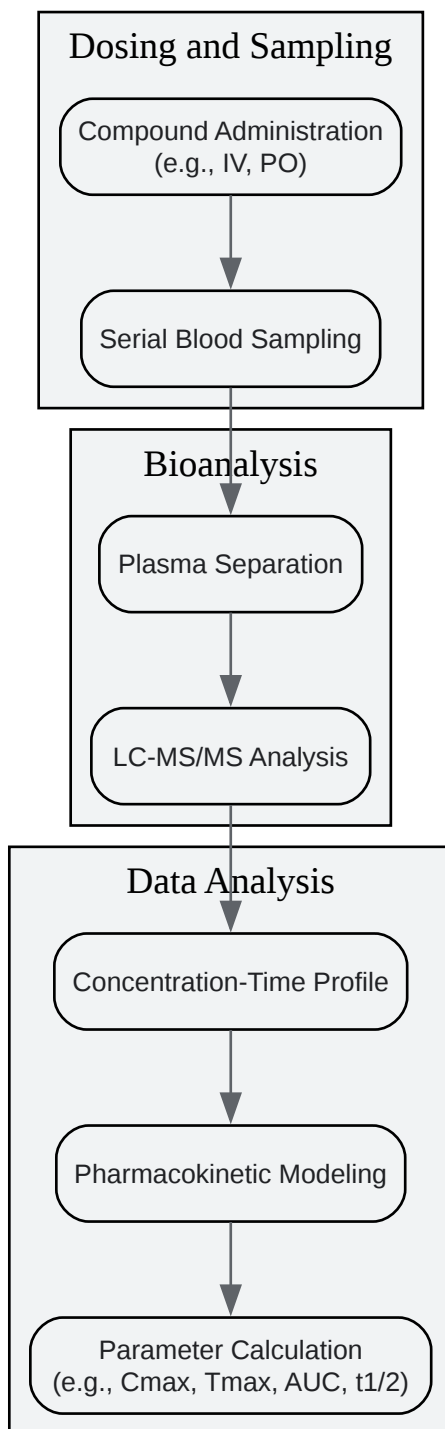 Dosing and Sampling
Compound Administration
(e.g., IV, PO)
Serial Blood Sampling
Bioanalysis
Plasma Separation
LC-MS/MS Analysis
Data Analysis
Concentration-Time Profile
Pharmacokinetic Modeling
Parameter Calculation
(e.g., Cmax, Tmax, AUC, t1/2)